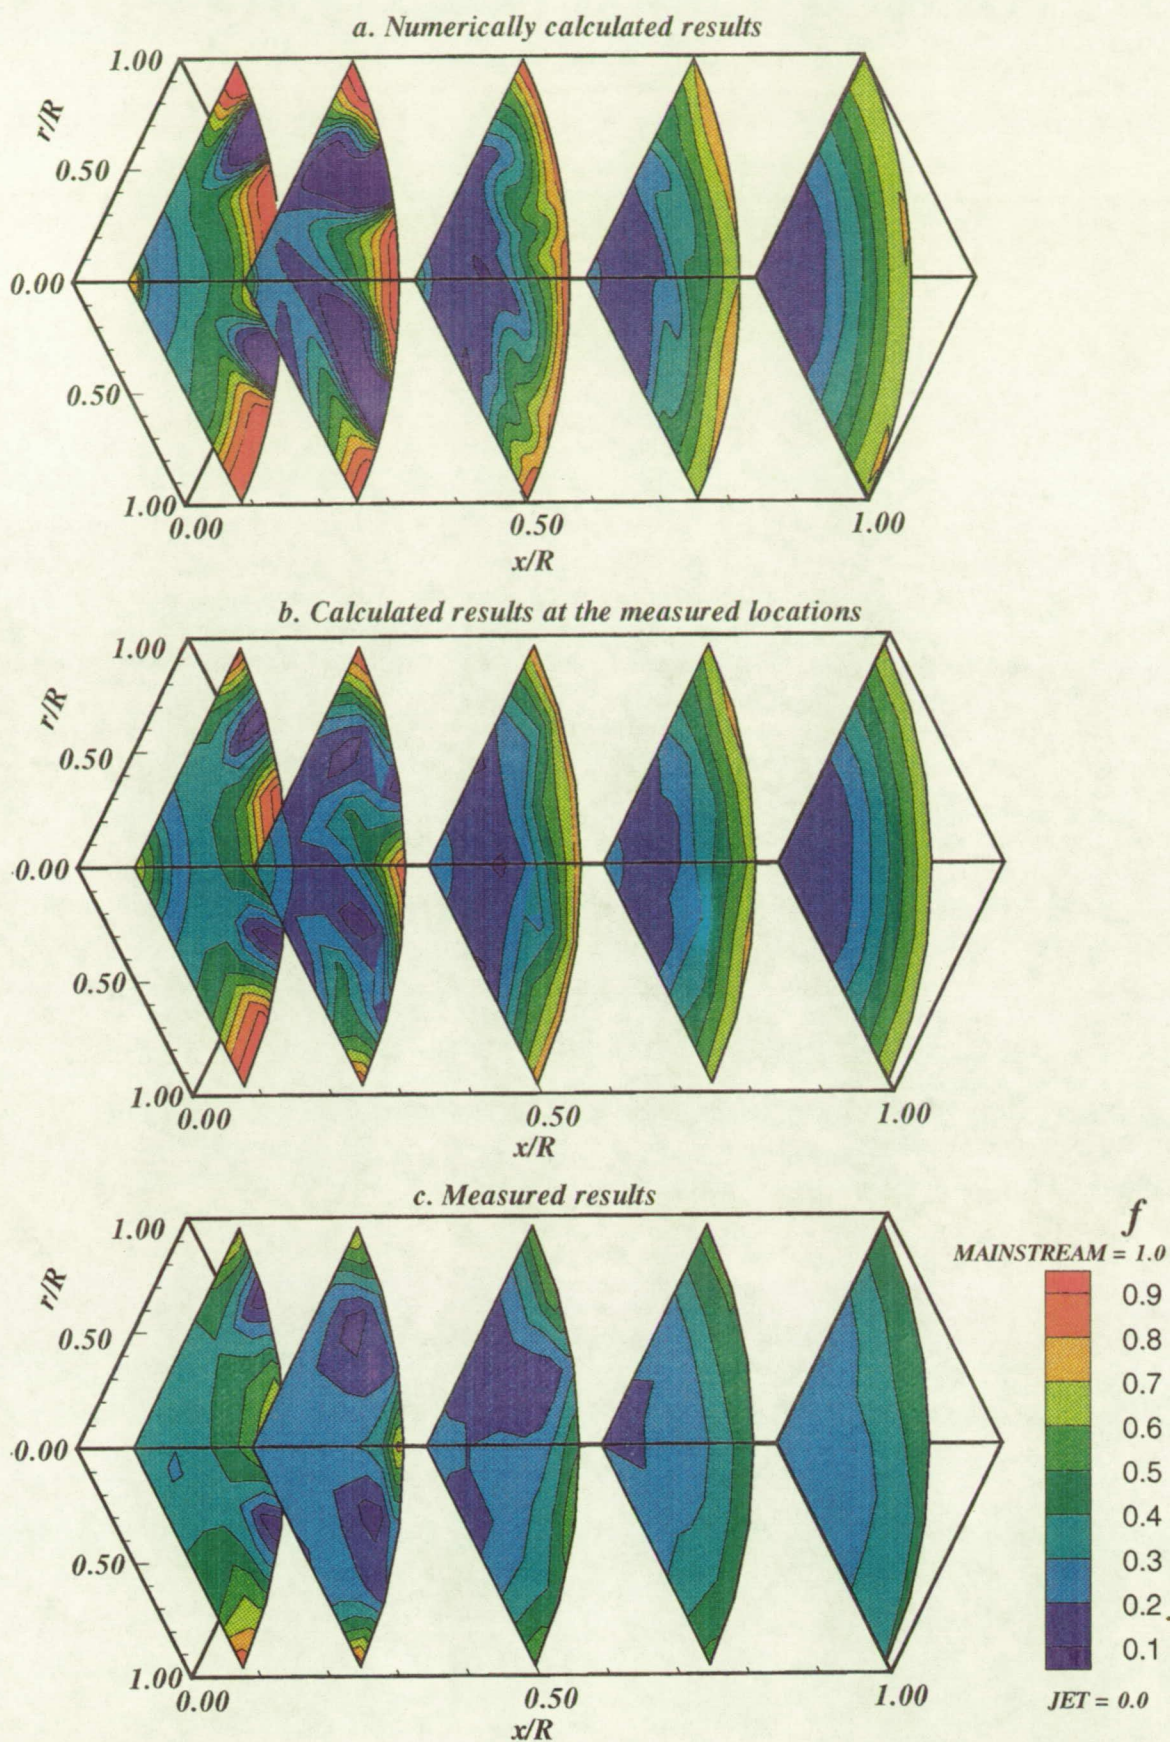 a. Numerically calculated results
1.00
r/R
0.50
0.00
0.50
1.00
0.00
0.50
1.00
x/R
b. Calculated results at the measured locations
1.00
r/R
0.50
0.00
0.50
1.00
0.00
0.50
1.00
x/R
c. Measured results
1.00
r/R
0.50
0.00
0.50
1.00
0.00
0.50
1.00
x/R
f
MAINSTREAM = 1.0
0.9
0.8
0.7
0.6
0.5
0.4
0.3
0.2
0.1
JET = 0.0